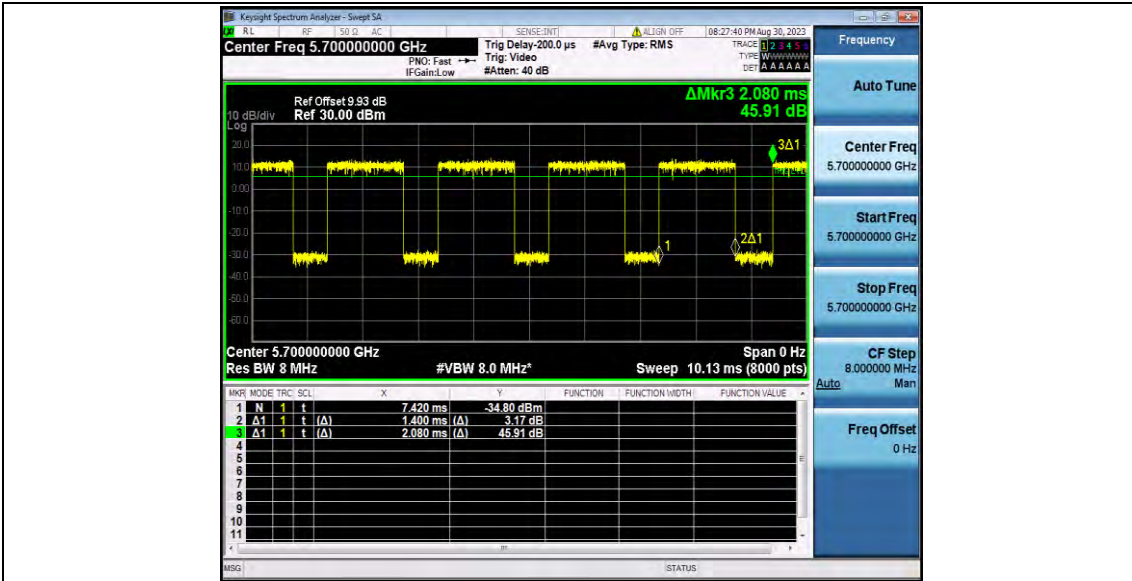 Keysight Spectrum Analyzer - Swept SA
RL RF 50 Ω AC SENSE:INT ALIGN OFF 08:27:40 PM Aug 30, 2023
Center Freq 5.700000000 GHz
PNO: Fast
IFGain:Low
Trig Delay-200.0 µs
Trig: Video
#Atten: 40 dB
#Avg Type: RMS
TRACE 1 2 3 4 5 6
TYPE W
DET A A A A A A
Frequency
Auto Tune
Center Freq
5.700000000 GHz
Start Freq
5.700000000 GHz
Stop Freq
5.700000000 GHz
CF Step
8.000000 MHz
Auto Man
Freq Offset
0 Hz
ΔMkr3 2.080 ms
45.91 dB
Ref Offset 9.93 dB
10 dB/div Ref 30.00 dBm
Log
20.0
10.0
0.00
-10.0
-20.0
-30.0
-40.0
-50.0
-60.0
3Δ1
1
2Δ1
Center 5.700000000 GHz Span 0 Hz
Res BW 8 MHz #VBW 8.0 MHz* Sweep 10.13 ms (8000 pts)
MKR MODE TRC SCL X Y FUNCTION FUNCTION WIDTH FUNCTION VALUE
1 N 1 t 7.420 ms -34.80 dBm
2 Δ1 1 t (Δ) 1.400 ms (Δ) 3.17 dB
3 Δ1 1 t (Δ) 2.080 ms (Δ) 45.91 dB
4
5
6
7
8
9
10
11
MSG STATUS